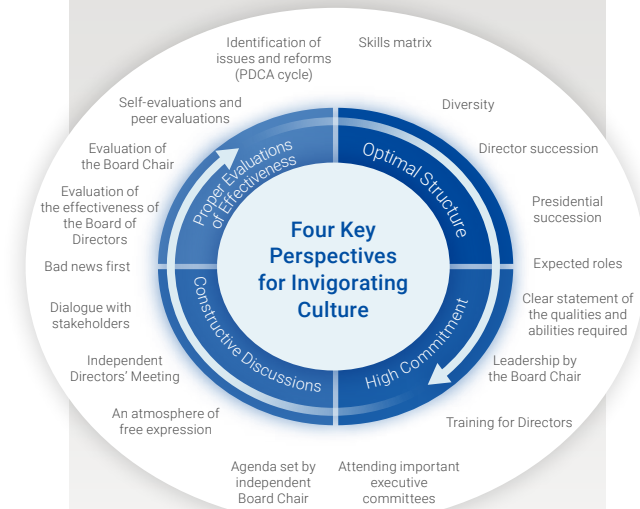 Identification of
issues and reforms
(PDCA cycle)
Skills matrix
Self-evaluations and
peer evaluations
Diversity
Evaluation of
the Board Chair
Director succession
Evaluation of
the effectiveness of
the Board of
Directors
Presidential
succession
Proper Evaluations
of Effectiveness
Optimal Structure
Four Key
Perspectives
for Invigorating
Culture
Bad news first
Expected roles
Dialogue with
stakeholders
Clear statement of
the qualities and
abilities required
Constructive Discussions
High Commitment
Independent
Directors’ Meeting
Leadership by
the Board Chair
An atmosphere of
free expression
Training for Directors
Agenda set by
independent
Board Chair
Attending important
executive
committees